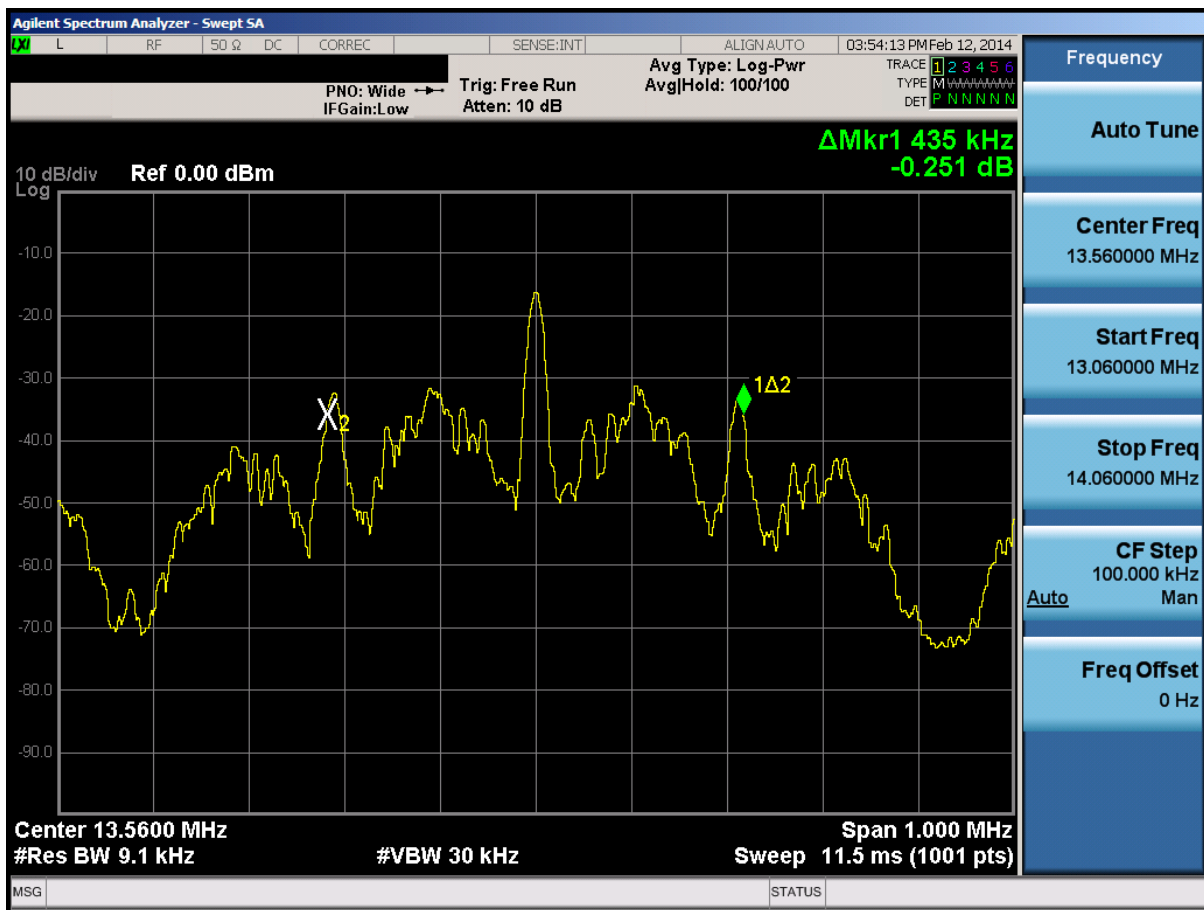 Agilent Spectrum Analyzer - Swept SA
LXI L RF 50 Ω DC CORREC SENSE:INT ALIGN AUTO 03:54:13 PM Feb 12, 2014
PNO: Wide
IFGain:Low
Trig: Free Run
Atten: 10 dB
Avg Type: Log-Pwr
Avg|Hold: 100/100
TRACE 1 2 3 4 5 6
TYPE M W W W W W
DET P N N N N N
ΔMkr1 435 kHz
-0.251 dB
10 dB/div Ref 0.00 dBm
Log
-10.0
-20.0
-30.0
-40.0
-50.0
-60.0
-70.0
-80.0
-90.0
X2
1Δ2
Center 13.5600 MHz Span 1.000 MHz
#Res BW 9.1 kHz #VBW 30 kHz Sweep 11.5 ms (1001 pts)
MSG STATUS
Frequency
Auto Tune
Center Freq
13.560000 MHz
Start Freq
13.060000 MHz
Stop Freq
14.060000 MHz
CF Step
100.000 kHz
Auto Man
Freq Offset
0 Hz